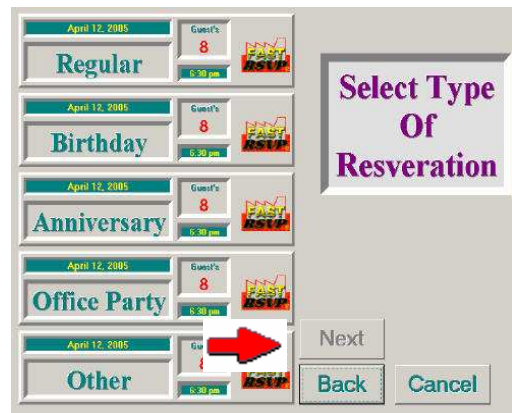 April 12, 2005
Guest's
8
Regular
6:30 pm
FAST
RSVP
April 12, 2005
Guest's
8
Birthday
6:30 pm
FAST
RSVP
April 12, 2005
Guest's
8
Anniversary
6:30 pm
FAST
RSVP
April 12, 2005
Guest's
8
Office Party
6:30 pm
FAST
RSVP
April 12, 2005
Other
6:30 pm
RSVP
Select Type
Of
Resveration
Next
Back
Cancel